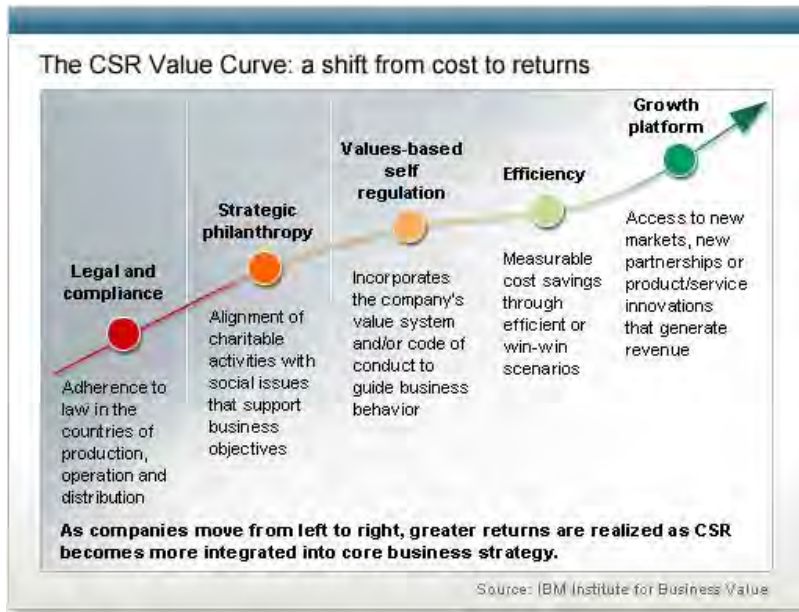 The CSR Value Curve: a shift from cost to returns
Legal and
compliance
Adherence to
law in the
countries of
production,
operation and
distribution
Strategic
philanthropy
Alignment of
charitable
activities with
social issues
that support
business
objectives
Values-based
self
regulation
Incorporates
the company's
value system
and/or code of
conduct to
guide business
behavior
Efficiency
Measurable
cost savings
through
efficient or
win-win
scenarios
Growth
platform
Access to new
markets, new
partnerships or
product/service
innovations
that generate
revenue
As companies move from left to right, greater returns are realized as CSR
becomes more integrated into core business strategy.
Source: IBM Institute for Business Value